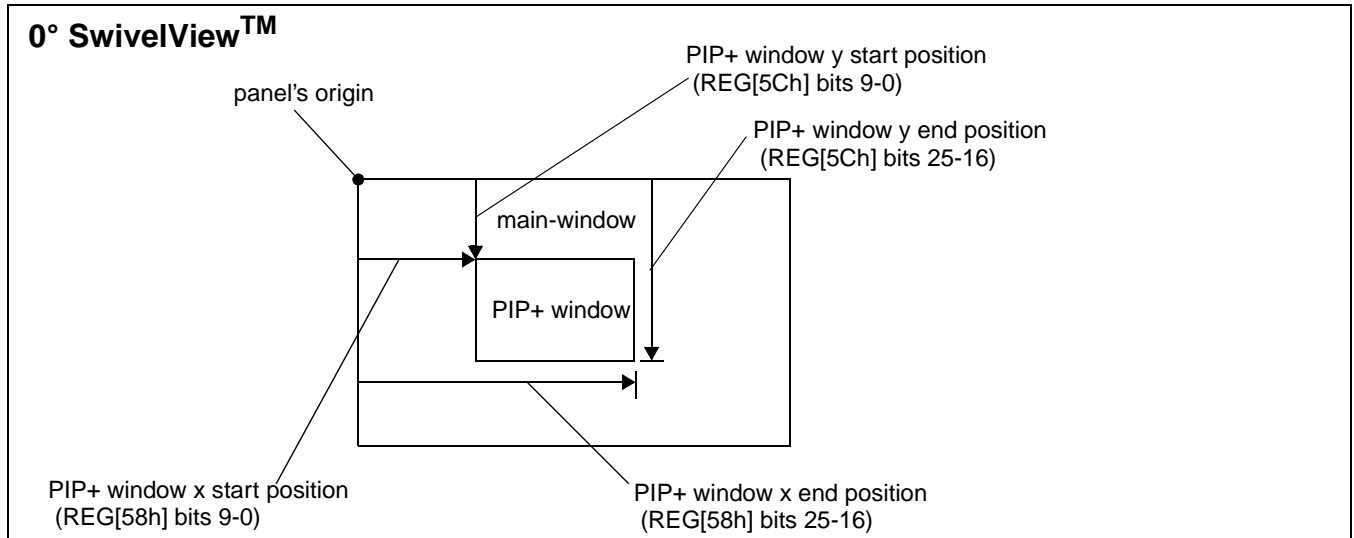 0° SwivelView™
PIP+ window y start position
(REG[5Ch] bits 9-0)
panel's origin
PIP+ window y end position
(REG[5Ch] bits 25-16)
main-window
PIP+ window
PIP+ window x start position
(REG[58h] bits 9-0)
PIP+ window x end position
(REG[58h] bits 25-16)